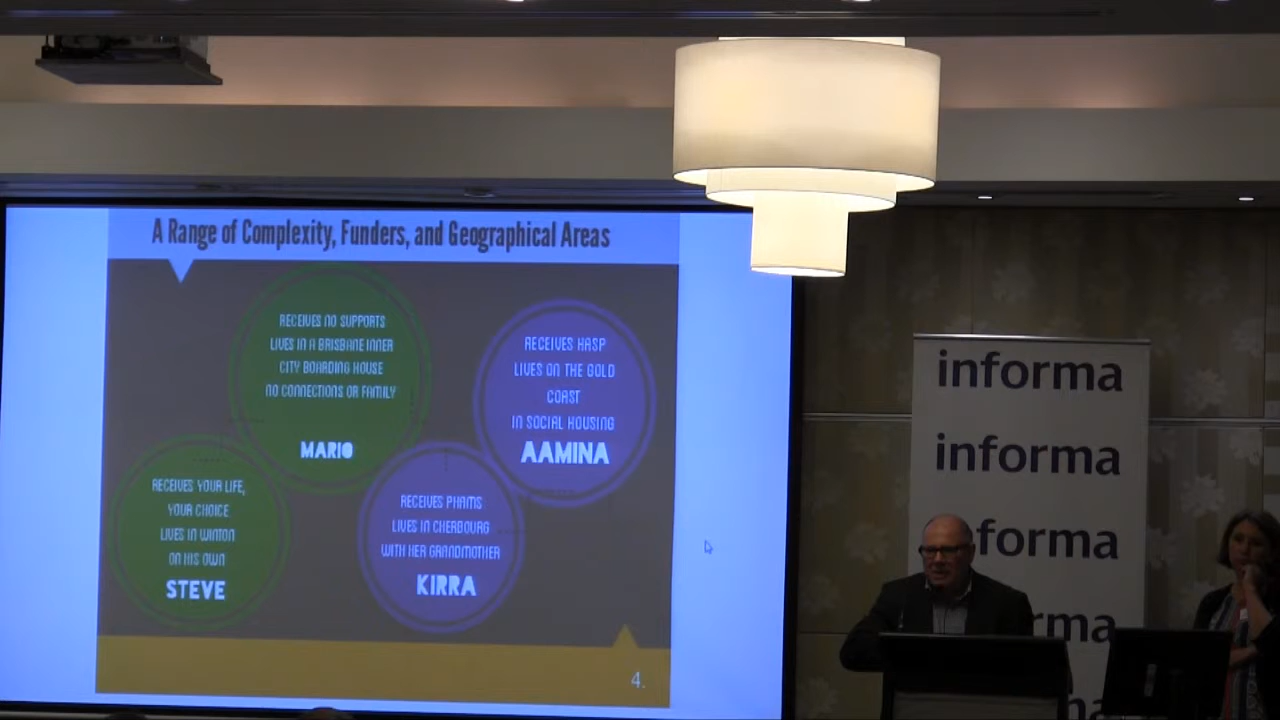 A Range of Complexity, Funders, and Geographical Areas
RECEIVES NO SUPPORTS
LIVES IN A BRISBANE INNER
CITY BOARDING HOUSE
NO CONNECTIONS OR FAMILY
MARIO
RECEIVES HASP
LIVES ON THE GOLD
COAST
IN SOCIAL HOUSING
AAMINA
RECEIVES YOUR LIFE,
YOUR CHOICE
LIVES IN WINTON
ON HIS OWN
STEVE
RECEIVES PHAMS
LIVES IN CHERBOURG
WITH HER GRANDMOTHER
KIRRA
4.
informa
informa
nforma
rma
ma